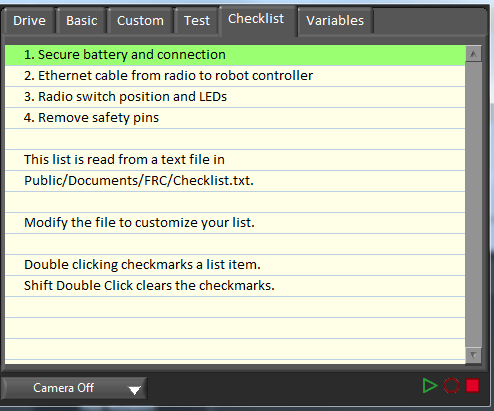 Drive Basic Custom Test Checklist Variables
1. Secure battery and connection
2. Ethernet cable from radio to robot controller
3. Radio switch position and LEDs
4. Remove safety pins
This list is read from a text file in
Public/Documents/FRC/Checklist.txt.
Modify the file to customize your list.
Double clicking checkmarks a list item.
Shift Double Click clears the checkmarks.
Camera Off